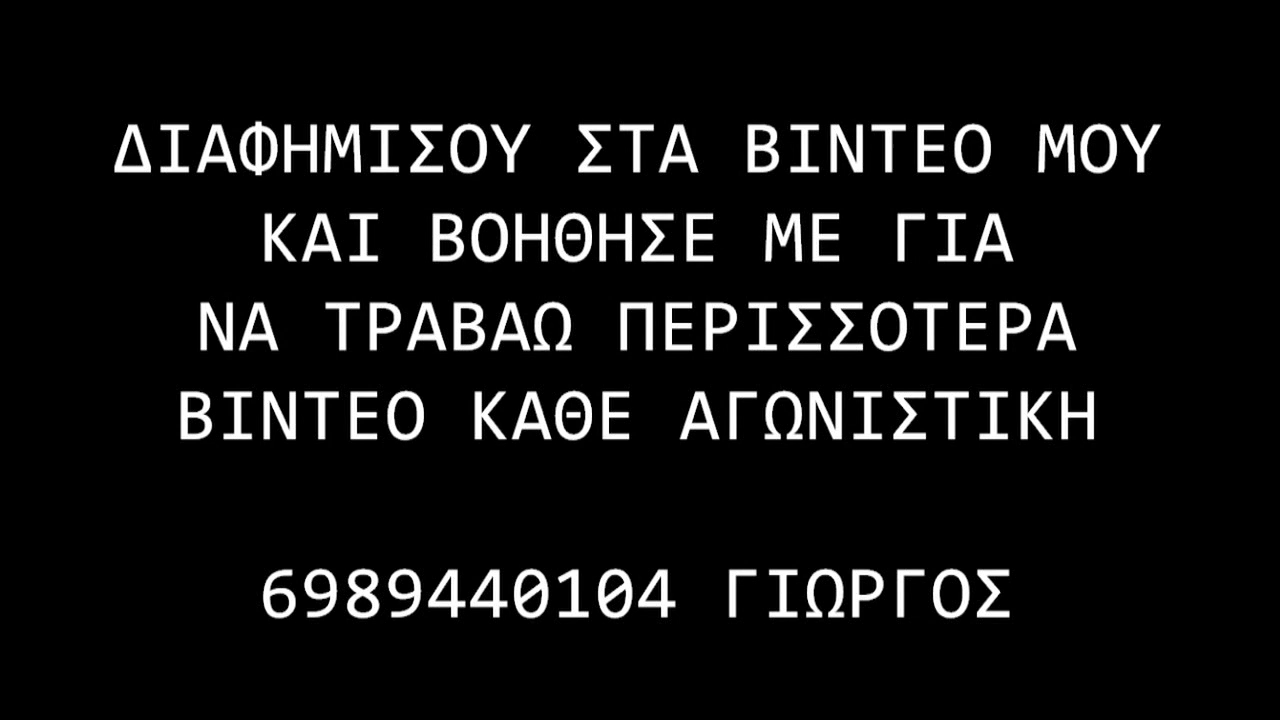 ΔΙΑΦΗΜΙΣΟΥ ΣΤΑ ΒΙΝΤΕΟ ΜΟΥ
ΚΑΙ ΒΟΗΘΗΣΕ ΜΕ ΓΙΑ
ΝΑ ΤΡΑΒΑΩ ΠΕΡΙΣΣΟΤΕΡΑ
ΒΙΝΤΕΟ ΚΑΘΕ ΑΓΩΝΙΣΤΙΚΗ
6989440104 ΓΙΩΡΓΟΣ